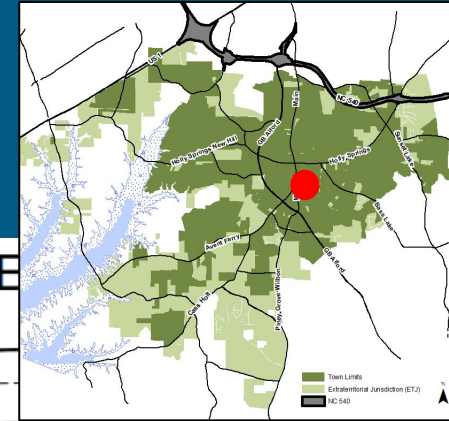 US 1
NC 540
Main
GB Alford
Holly Springs New Hill
Holly Springs
Sunset Lake
Bass Lake
Avent Ferry
GB Alford
Cass Holt
Piney Grove Wilbon
E
Town Limits
Extraterritorial Jurisdiction (ETJ)
NC 540
N